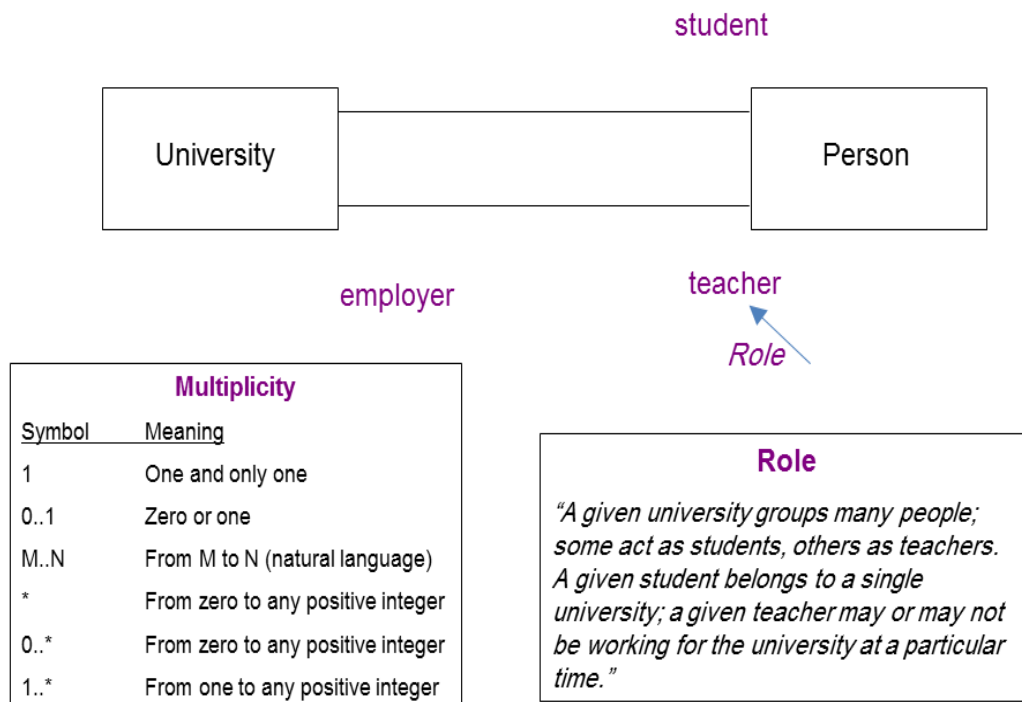 student
University
Person
employer
teacher
Role
Multiplicity
Symbol Meaning
1 One and only one
0..1 Zero or one
M..N From M to N (natural language)
* From zero to any positive integer
0..* From zero to any positive integer
1..* From one to any positive integer
Role
“A given university groups many people;
some act as students, others as teachers.
A given student belongs to a single
university; a given teacher may or may not
be working for the university at a particular
time.”